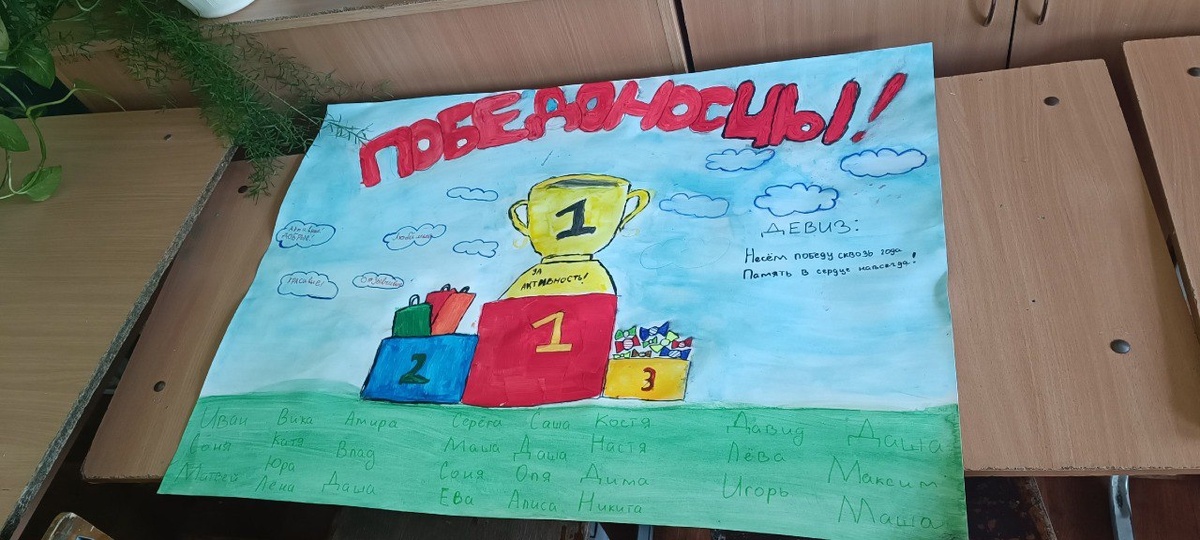 ПОБЕДОНОСЦЫ!
1
ДЕВИЗ:
Несём победу сквозь года
Память в сердце навсегда!
ЗА
АКТИВНОСТЬ!
1
2
3
Иван Вика Амира Серёга Саша Костя Давид Даша
Соня Катя Влад Маша Даша Настя Лёва Максим
Матвей Юра Соня Оля Дима Игорь Маша
Лена Даша Ева Алиса Никита